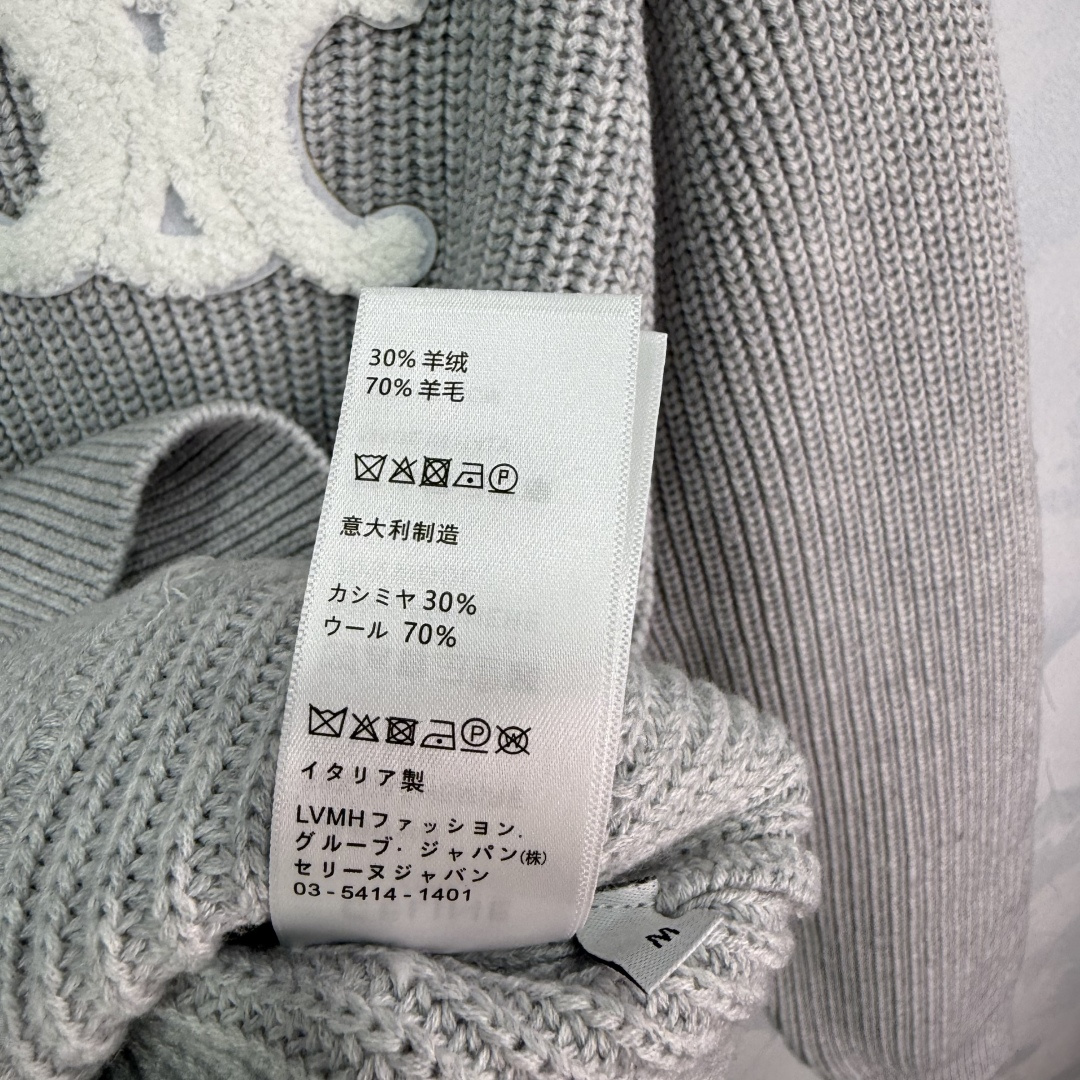 30% 羊绒
70% 羊毛
P
意大利制造
カシミヤ 30%
ウール 70%
P W
イタリア製
LVMHファッション.
グループ・ジャパン(株)
セリーヌジャパン
03-5414-1401
M